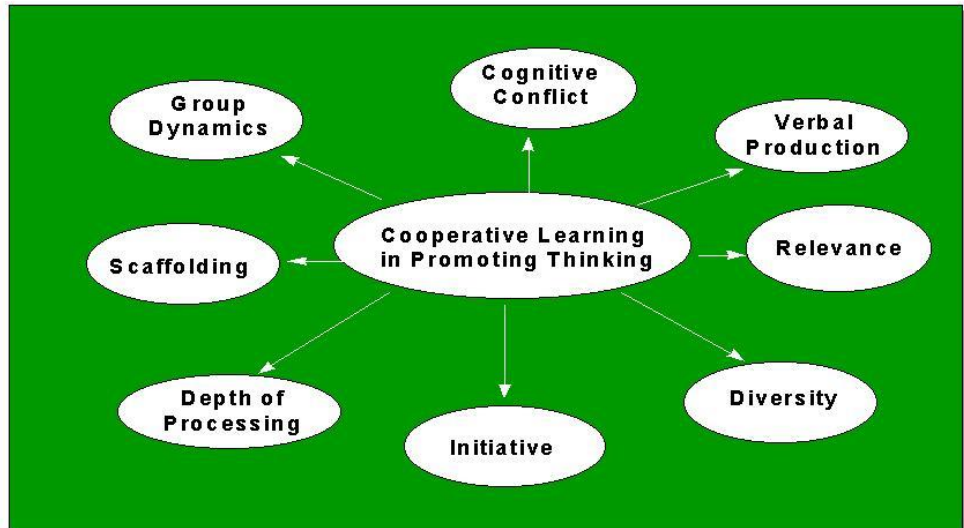 Cognitive
Conflict
Group
Dynamics
Verbal
Production
Cooperative Learning
in Promoting Thinking
Relevance
Scaffolding
Depth of
Processing
Diversity
Initiative